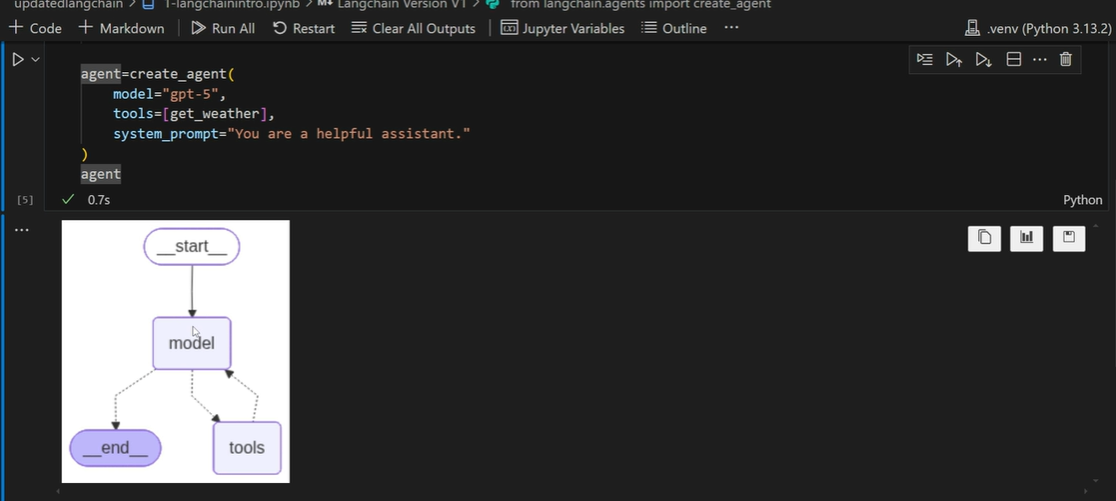 updatedlangchain > 1-langchainintro.ipynb > M↓ Langchain Version V1 > from langchain.agents import create_agent
+ Code + Markdown Run All Restart Clear All Outputs Jupyter Variables Outline ... .venv (Python 3.13.2)
agent=create_agent(
model="gpt-5",
tools=[get_weather],
system_prompt="You are a helpful assistant."
)
agent
[5] 0.7s Python
...
__start__
model
__end__ tools